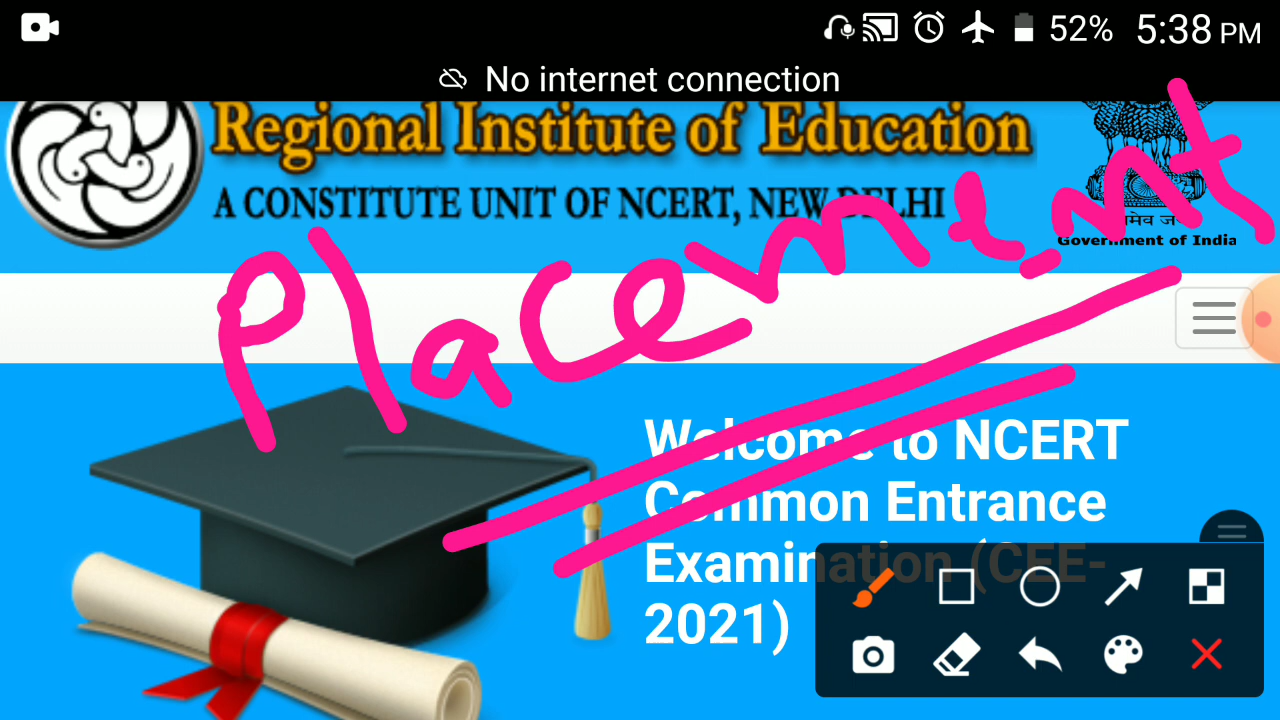 52% 5:38 PM
No internet connection
Regional Institute of Education
A CONSTITUTE UNIT OF NCERT, NEW DELHI
Government of India
Placement
Welcome to NCERT
Common Entrance
Examination (CEE-
2021)